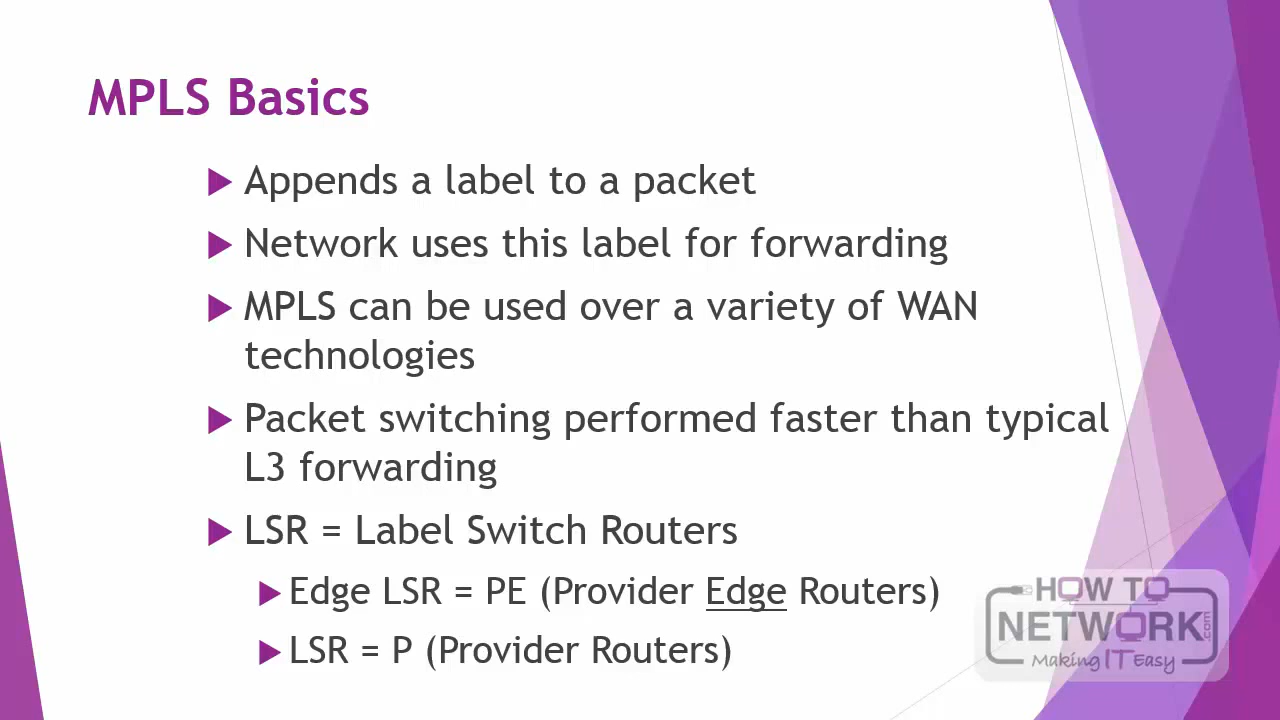 MPLS Basics
Appends a label to a packet
Network uses this label for forwarding
MPLS can be used over a variety of WAN
technologies
Packet switching performed faster than typical
L3 forwarding
LSR = Label Switch Routers
Edge LSR = PE (Provider Edge Routers)
LSR = P (Provider Routers)
HOW TO
NETWORK.com
Making IT Easy